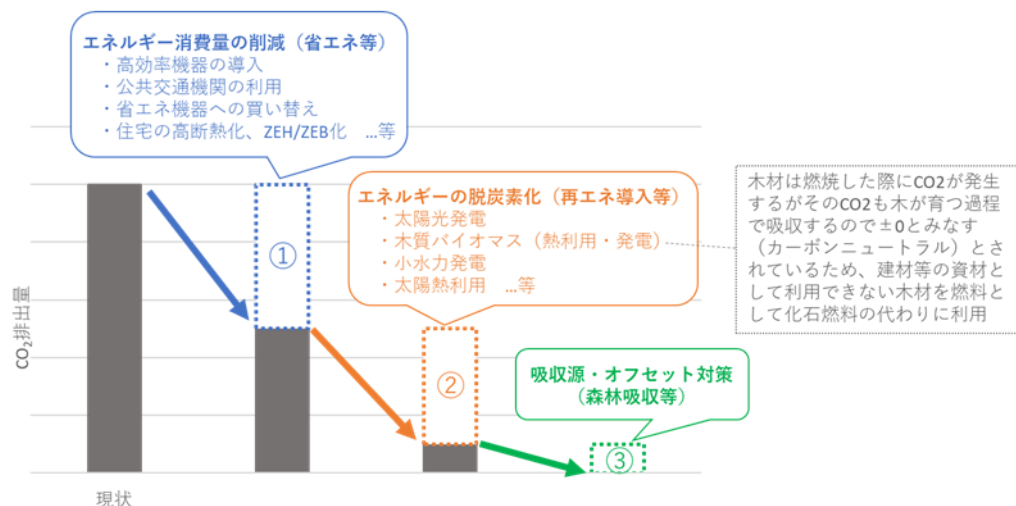 エネルギー消費量の削減（省エネ等）
・高効率機器の導入
・公共交通機関の利用
・省エネ機器への買い替え
・住宅の高断熱化、ZEH/ZEB化　…等
エネルギーの脱炭素化（再エネ導入等）
・太陽光発電
・木質バイオマス（熱利用・発電）
・小水力発電
・太陽熱利用　…等
木材は燃焼した際にCO2が発生
するがそのCO2も木が育つ過程
で吸収するので±0とみなす
（カーボンニュートラル）とさ
れているため、建材等の資材と
して利用できない木材を燃料と
して化石燃料の代わりに利用
吸収源・オフセット対策
（森林吸収等）
CO₂排出量
①
②
③
現状